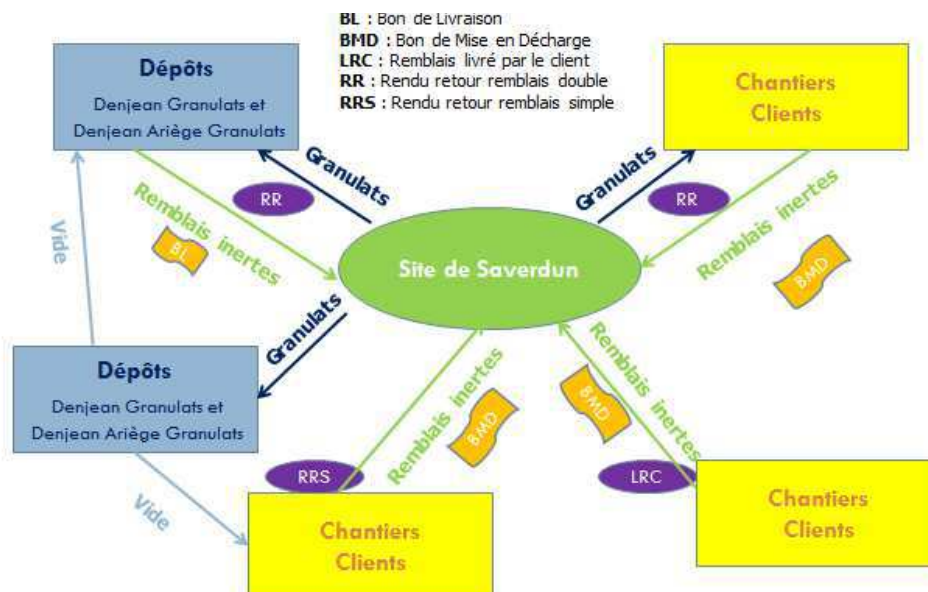 BL : Bon de Livraison
BMD : Bon de Mise en Décharge
LRC : Remblais livré par le client
RR : Rendu retour remblais double
RRS : Rendu retour remblais simple
Dépôts
Denjean Granulats et
Denjean Ariège Granulats
Chantiers
Clients
Granulats
RR
Remblais inertes
BL
Vide
Granulats
RR
Remblais inertes
BMD
Site de Saverdun
Granulats
Dépôts
Denjean Granulats et
Denjean Ariège Granulats
Vide
RRS
Remblais inertes
BMD
Chantiers
Clients
Remblais inertes
BMD
LRC
Chantiers
Clients